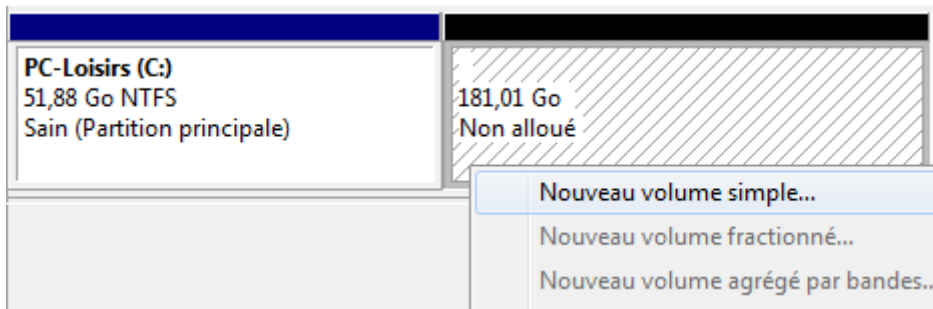 PC-Loisirs (C:)
51,88 Go NTFS
Sain (Partition principale)
181,01 Go
Non alloué
Nouveau volume simple...
Nouveau volume fractionné...
Nouveau volume agrégé par bandes..